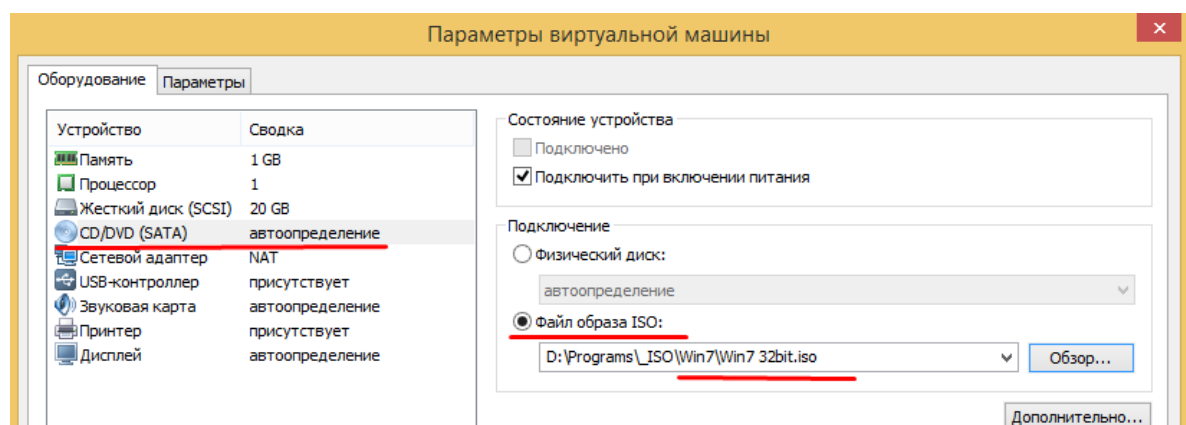 Параметры виртуальной машины
Оборудование Параметры
Устройство Сводка
Память 1 GB
Процессор 1
Жесткий диск (SCSI) 20 GB
CD/DVD (SATA) автоопределение
Сетевой адаптер NAT
USB-контроллер присутствует
Звуковая карта автоопределение
Принтер присутствует
Дисплей автоопределение
Состояние устройства
Подключено
Подключить при включении питания
Подключение
Физический диск:
автоопределение
Файл образа ISO:
D:\Programs\_ISO\Win7\Win7 32bit.iso Обзор...
Дополнительно...